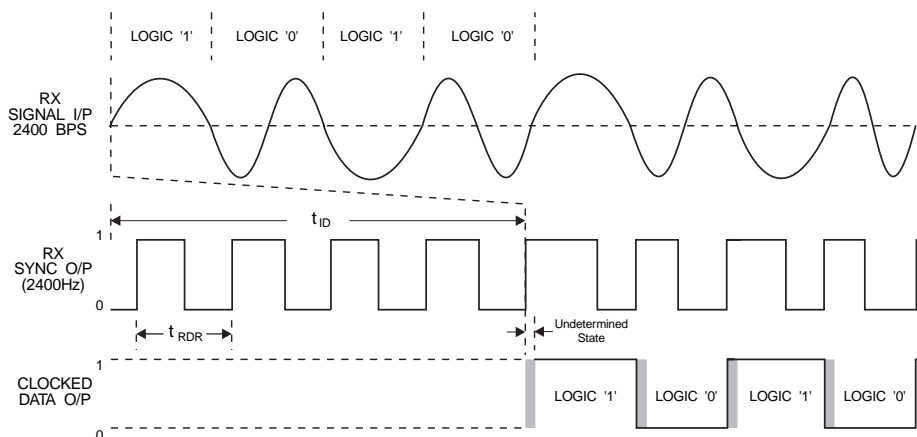 LOGIC '1' LOGIC '0' LOGIC '1' LOGIC '0'
RX
SIGNAL I/P
2400 BPS
t ID
1
RX
SYNC O/P
(2400Hz)
0
t RDR
Undetermined
State
1
CLOCKED
DATA O/P
LOGIC '1' LOGIC '0' LOGIC '1' LOGIC '0'
0